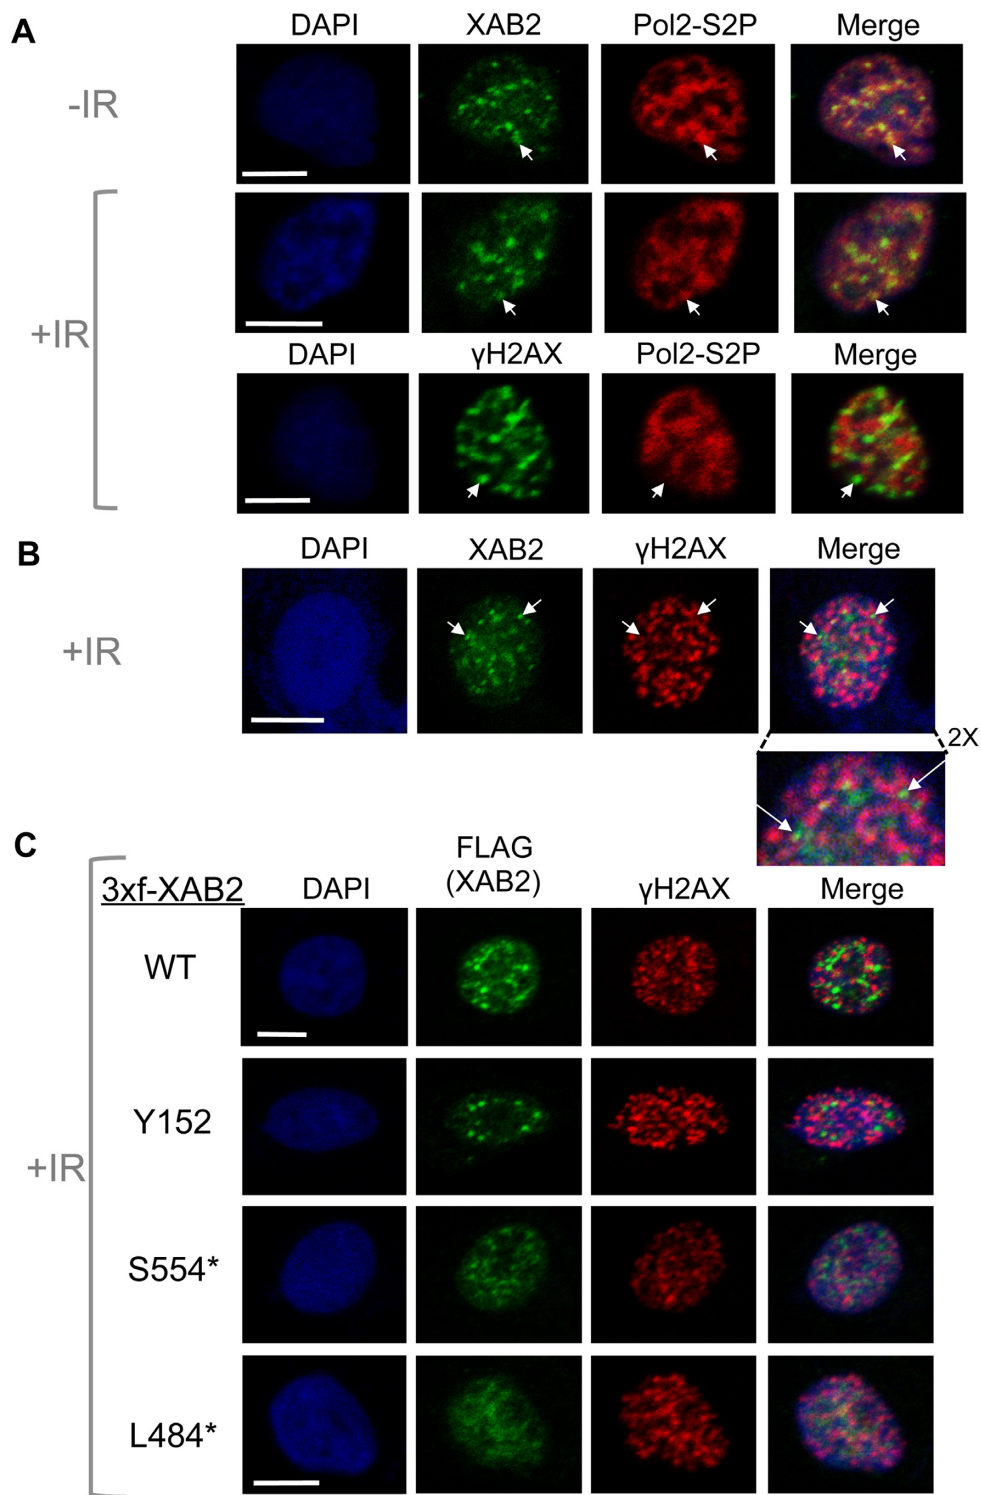 A
DAPI XAB2 Pol2-S2P Merge
-IR
+IR
DAPI γH2AX Pol2-S2P Merge
B
DAPI XAB2 γH2AX Merge
+IR
2X
C
FLAG
(XAB2)
3xf-XAB2 DAPI γH2AX Merge
WT
Y152
+IR
S554*
L484*